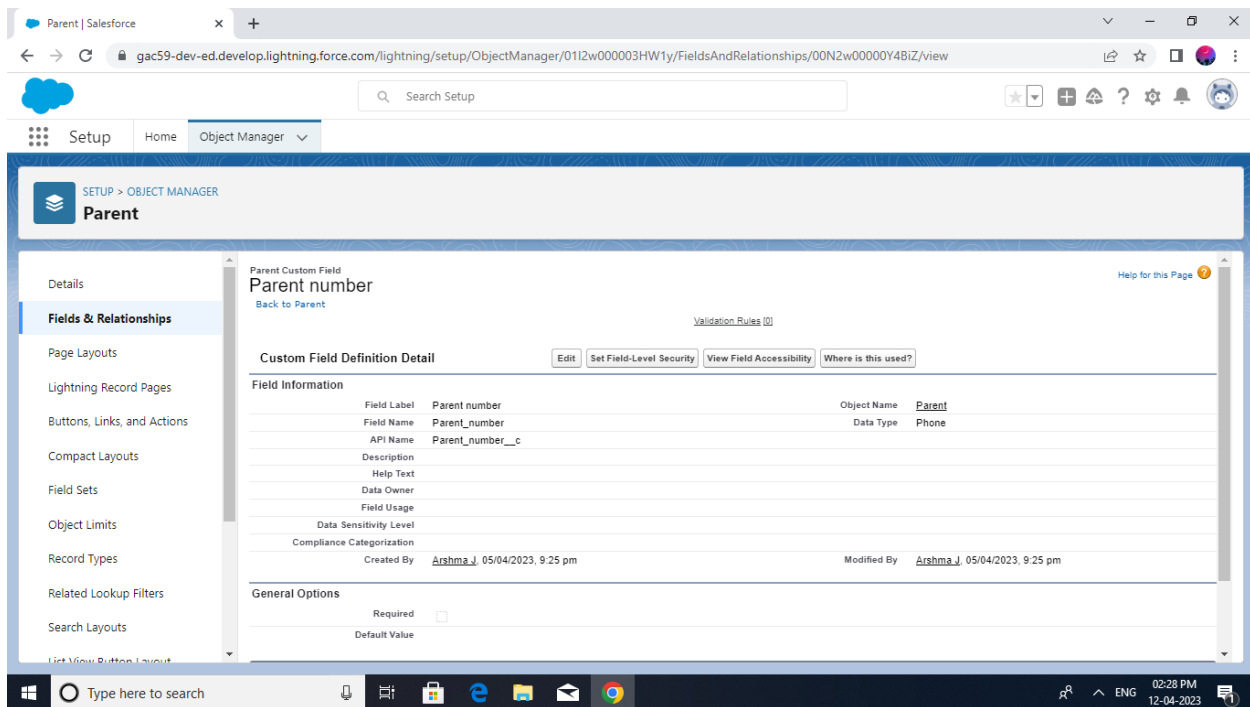 Parent | Salesforce
gac59-dev-ed.develop.lightning.force.com/lightning/setup/ObjectManager/01I2w000003HW1y/FieldsAndRelationships/00N2w00000Y4BiZ/view
Search Setup
Setup Home Object Manager
SETUP > OBJECT MANAGER
Parent
Details
Fields & Relationships
Page Layouts
Lightning Record Pages
Buttons, Links, and Actions
Compact Layouts
Field Sets
Object Limits
Record Types
Related Lookup Filters
Search Layouts
List View Button Layout
Parent Custom Field
Parent number
Back to Parent
Help for this Page
Validation Rules [0]
Custom Field Definition Detail Edit Set Field-Level Security View Field Accessibility Where is this used?
Field Information
Field Label Parent number Object Name Parent
Field Name Parent_number Data Type Phone
API Name Parent_number__c
Description
Help Text
Data Owner
Field Usage
Data Sensitivity Level
Compliance Categorization
Created By Arshma J, 05/04/2023, 9:25 pm Modified By Arshma J, 05/04/2023, 9:25 pm
General Options
Required
Default Value
Type here to search
ENG
02:28 PM
12-04-2023
1